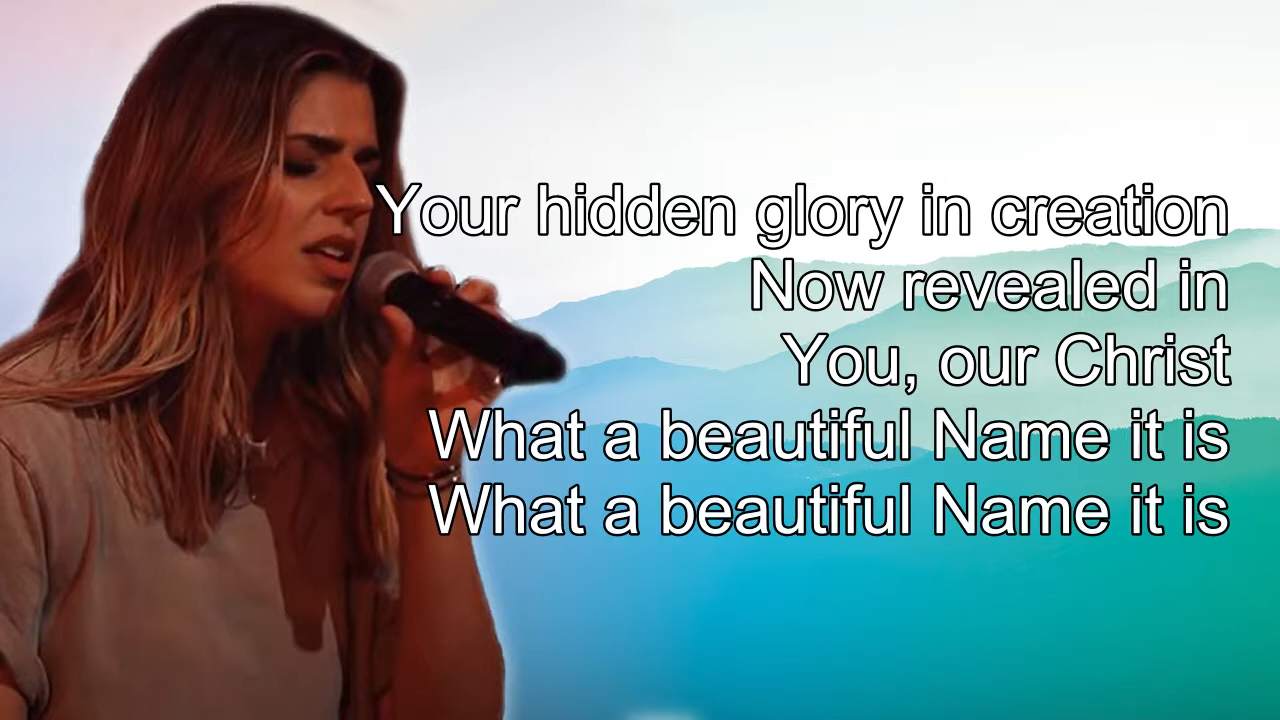 Your hidden glory in creation
Now revealed in
You, our Christ
What a beautiful Name it is
What a beautiful Name it is